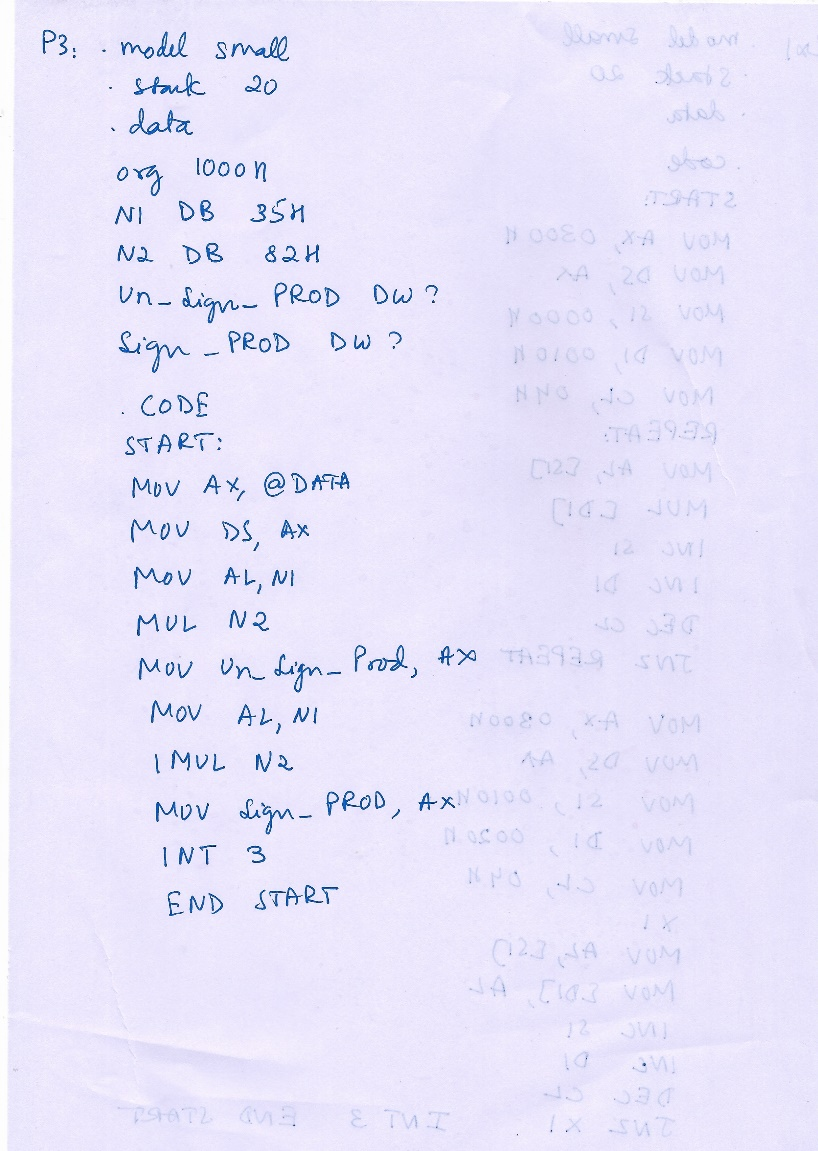 P3: . model small
. stack 20
. data
org 1000H
N1 DB 35H
N2 DB 82H
Un_Sign_PROD DW ?
Sign_PROD DW ?
. CODE
START:
MOV AX, @DATA
MOV DS, AX
MOV AL, N1
MUL N2
MOV Un_Sign_Prod, AX
MOV AL, N1
IMUL N2
MOV Sign_PROD, AX
INT 3
END START